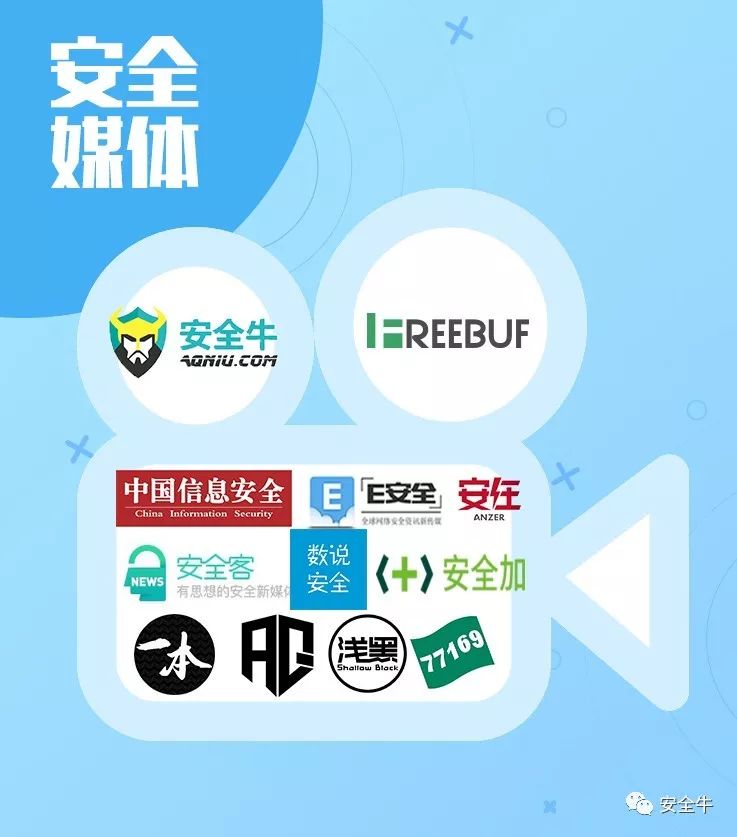 安全
媒体
安全牛
AQNIU.COM
FREEBUF
中国信息安全
China Information Security
E
E安全
全球网络安全资讯新传媒
安在
ANZER
NEWS
安全客
有思想的安全新媒体
数说
安全
安全加
一本
AQ
浅黑
Shallow Black
77169
安全牛